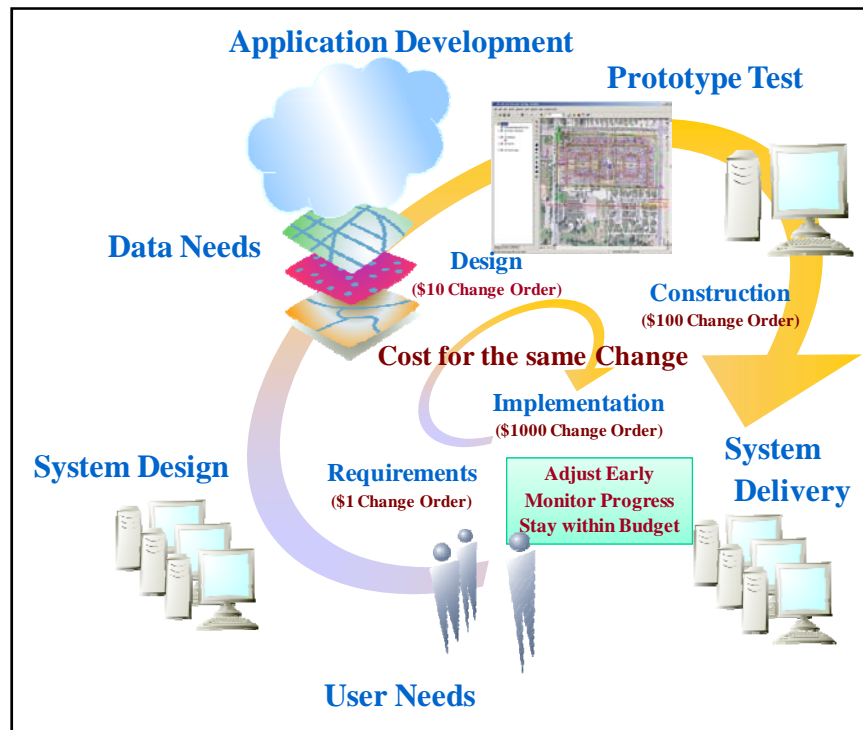 Application Development
Prototype Test
Data Needs
Design
($10 Change Order)
Construction
($100 Change Order)
Cost for the same Change
Implementation
($1000 Change Order)
System Design
Requirements
($1 Change Order)
Adjust Early
Monitor Progress
Stay within Budget
System
Delivery
User Needs